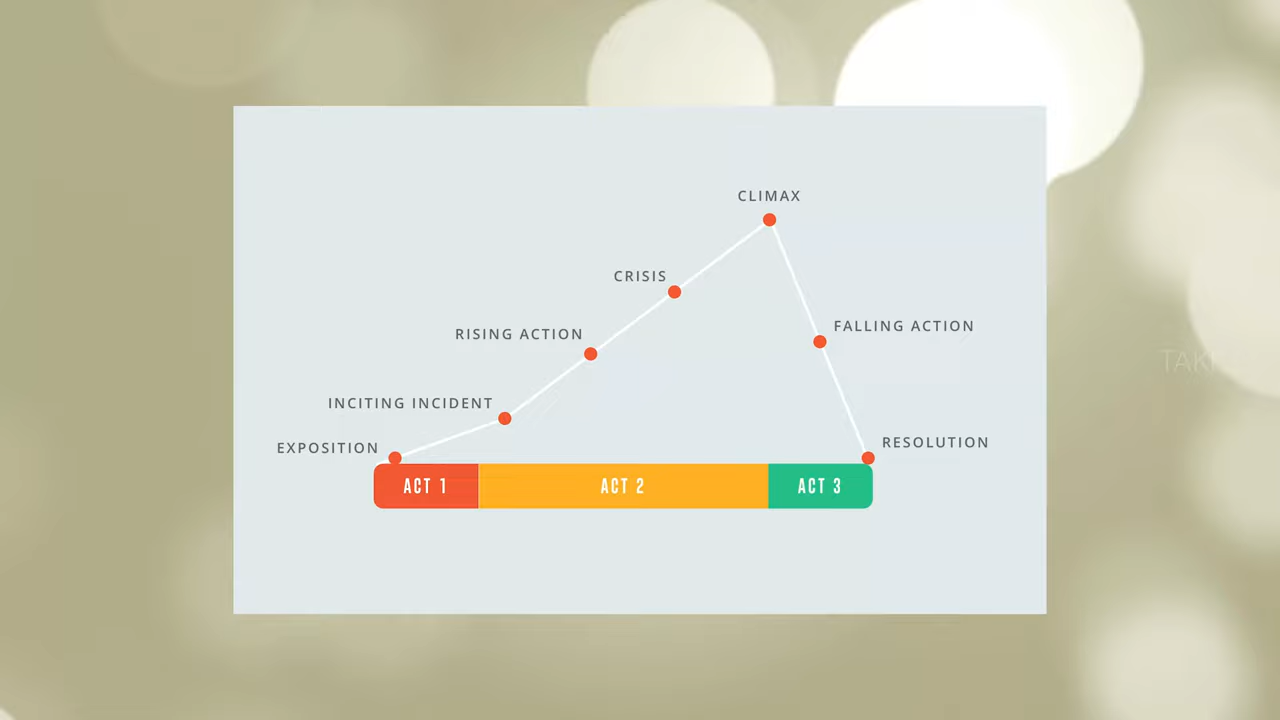 CLIMAX
CRISIS
FALLING ACTION
RISING ACTION
INCITING INCIDENT
RESOLUTION
EXPOSITION
ACT 1
ACT 2
ACT 3